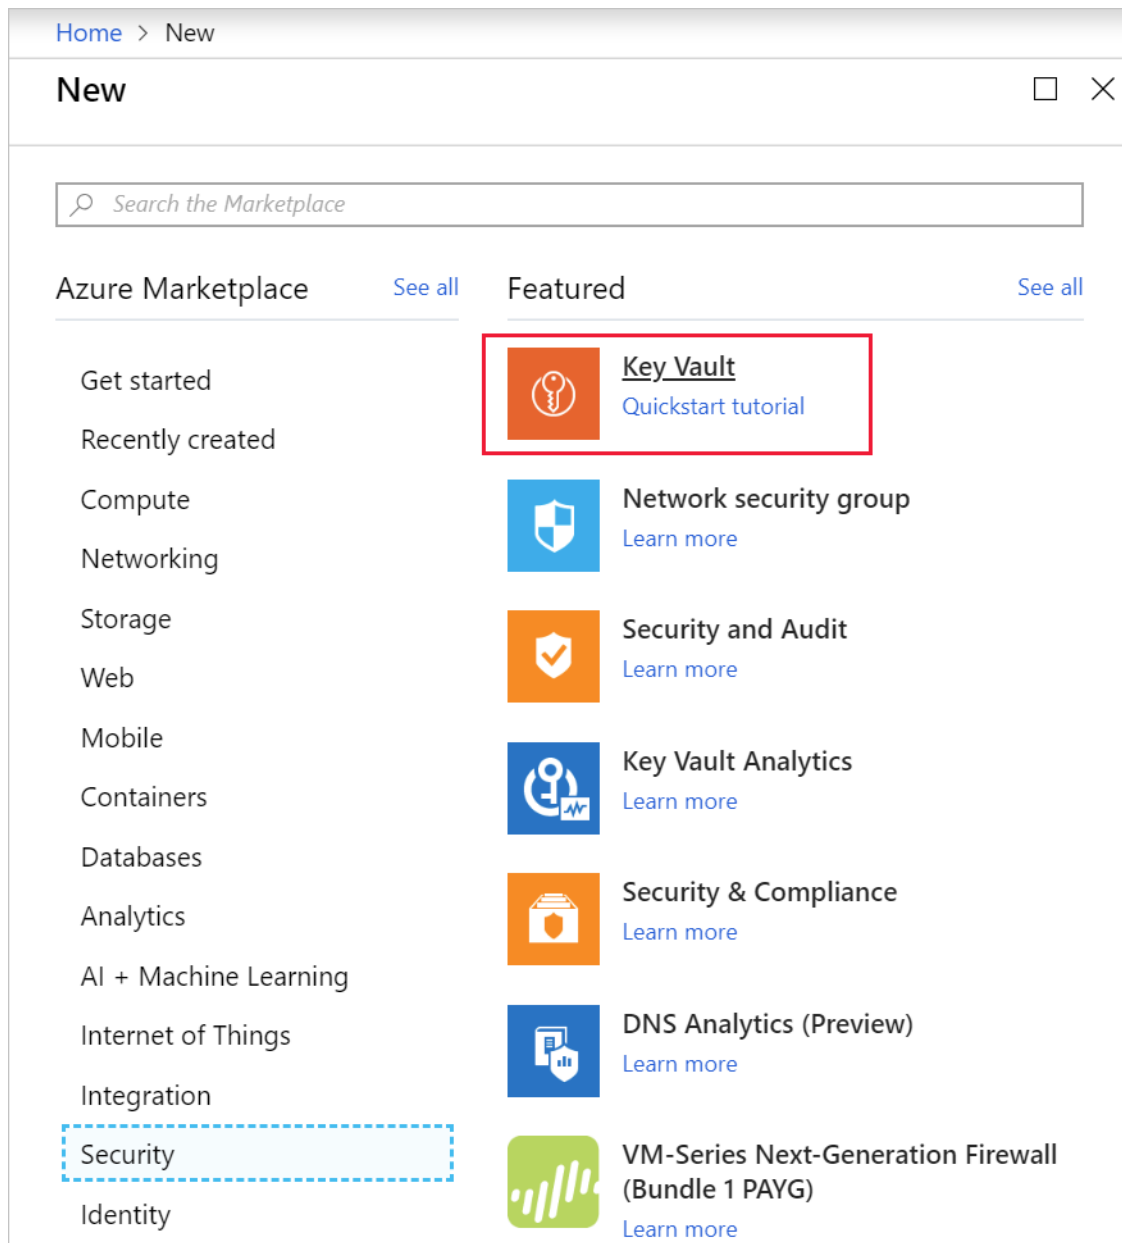 Home > New
New
Search the Marketplace
Azure Marketplace
See all
Get started
Recently created
Compute
Networking
Storage
Web
Mobile
Containers
Databases
Analytics
AI + Machine Learning
Internet of Things
Integration
Security
Identity
Featured
See all
Key Vault
Quickstart tutorial
Network security group
Learn more
Security and Audit
Learn more
Key Vault Analytics
Learn more
Security & Compliance
Learn more
DNS Analytics (Preview)
Learn more
VM-Series Next-Generation Firewall
(Bundle 1 PAYG)
Learn more